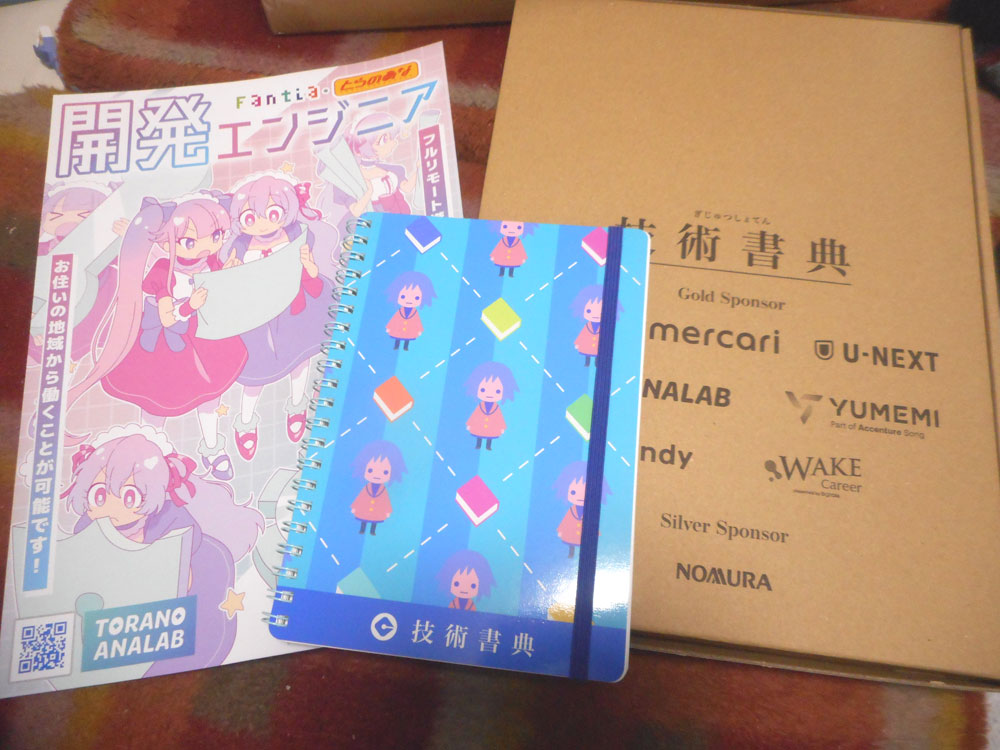 Fantia・とらのあな
開発エンジニア
フルリモート
お住いの地域から働くことが可能です!
TORANO
ANALAB
技術書典
ぎじゅつしょてん
技術書典
Gold Sponsor
mercari
U-NEXT
NALAB
YUMEMI
Part of Accenture Song
ndy
WAKE
Career
Silver Sponsor
NOMURA